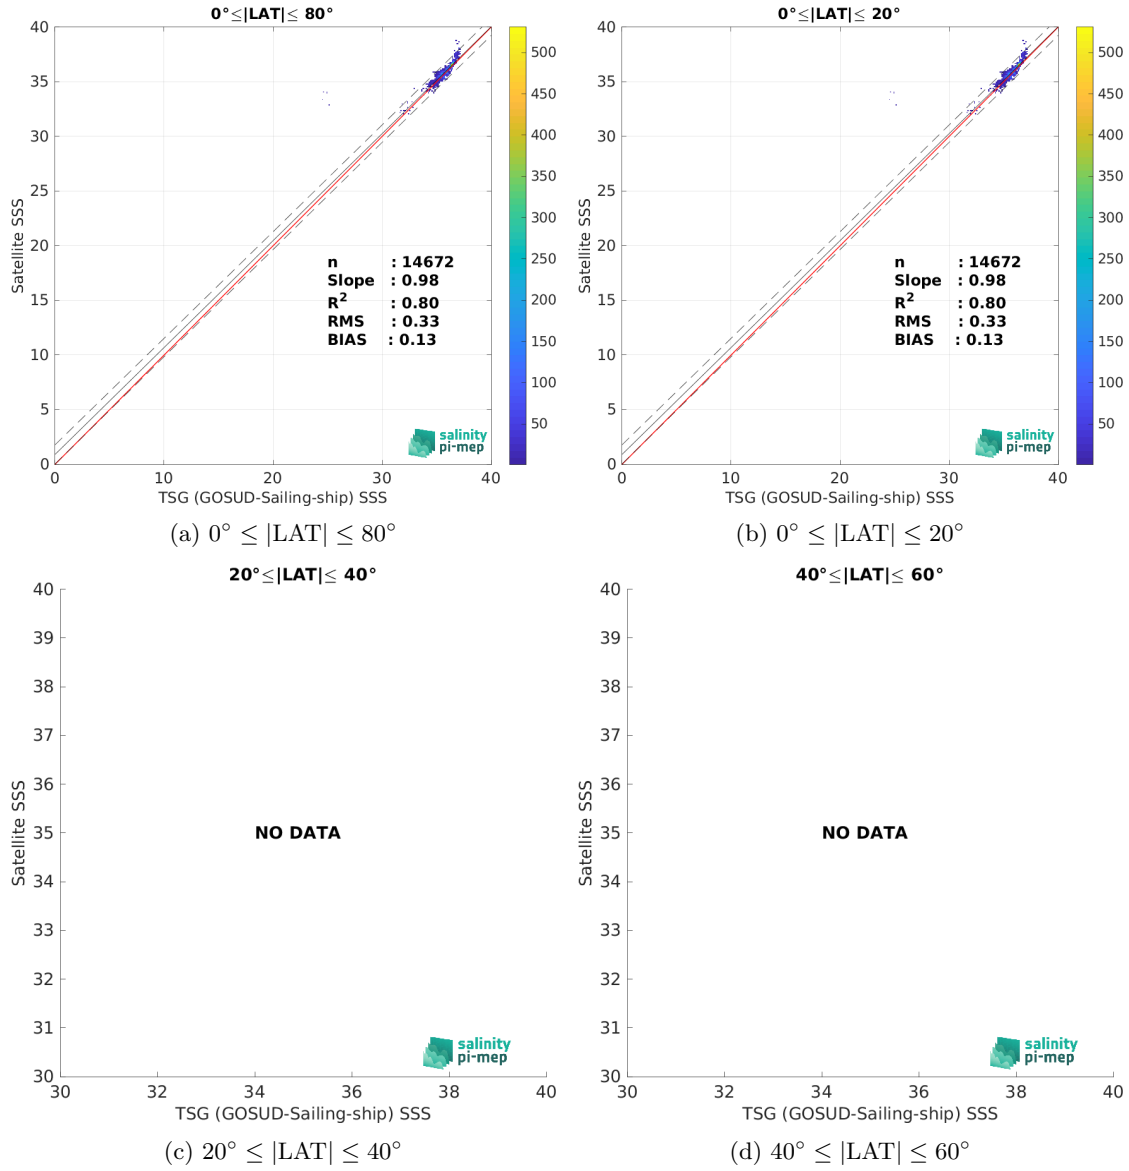 0°≤|LAT|≤ 80°
40
35
30
25
20
15
10
5
0
Satellite SSS
n : 14672
Slope : 0.98
R2 : 0.80
RMS : 0.33
BIAS : 0.13
salinity
pi-mep
0 10 20 30 40
TSG (GOSUD-Sailing-ship) SSS
500
450
400
350
300
250
200
150
100
50
(a) 0° ≤ |LAT| ≤ 80°
0°≤|LAT|≤ 20°
40
35
30
25
20
15
10
5
0
Satellite SSS
n : 14672
Slope : 0.98
R2 : 0.80
RMS : 0.33
BIAS : 0.13
salinity
pi-mep
0 10 20 30 40
TSG (GOSUD-Sailing-ship) SSS
500
450
400
350
300
250
200
150
100
50
(b) 0° ≤ |LAT| ≤ 20°
20°≤|LAT|≤ 40°
40
39
38
37
36
35
34
33
32
31
30
Satellite SSS
NO DATA
salinity
pi-mep
30 32 34 36 38 40
TSG (GOSUD-Sailing-ship) SSS
(c) 20° ≤ |LAT| ≤ 40°
40°≤|LAT|≤ 60°
40
39
38
37
36
35
34
33
32
31
30
Satellite SSS
NO DATA
salinity
pi-mep
30 32 34 36 38 40
TSG (GOSUD-Sailing-ship) SSS
(d) 40° ≤ |LAT| ≤ 60°